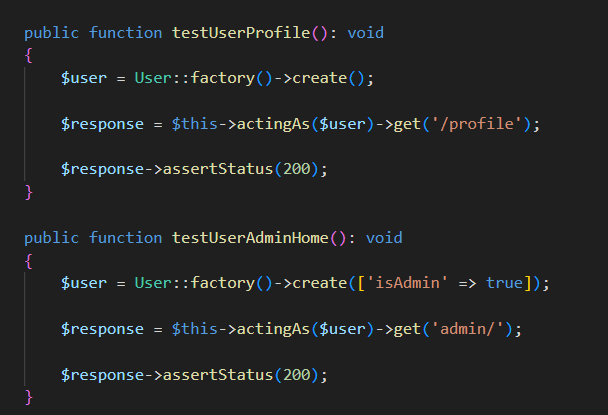 public function testUserProfile(): void
{
$user = User::factory()->create();
$response = $this->actingAs($user)->get('/profile');
$response->assertStatus(200);
}
public function testUserAdminHome(): void
{
$user = User::factory()->create(['isAdmin' => true]);
$response = $this->actingAs($user)->get('admin/');
$response->assertStatus(200);
}